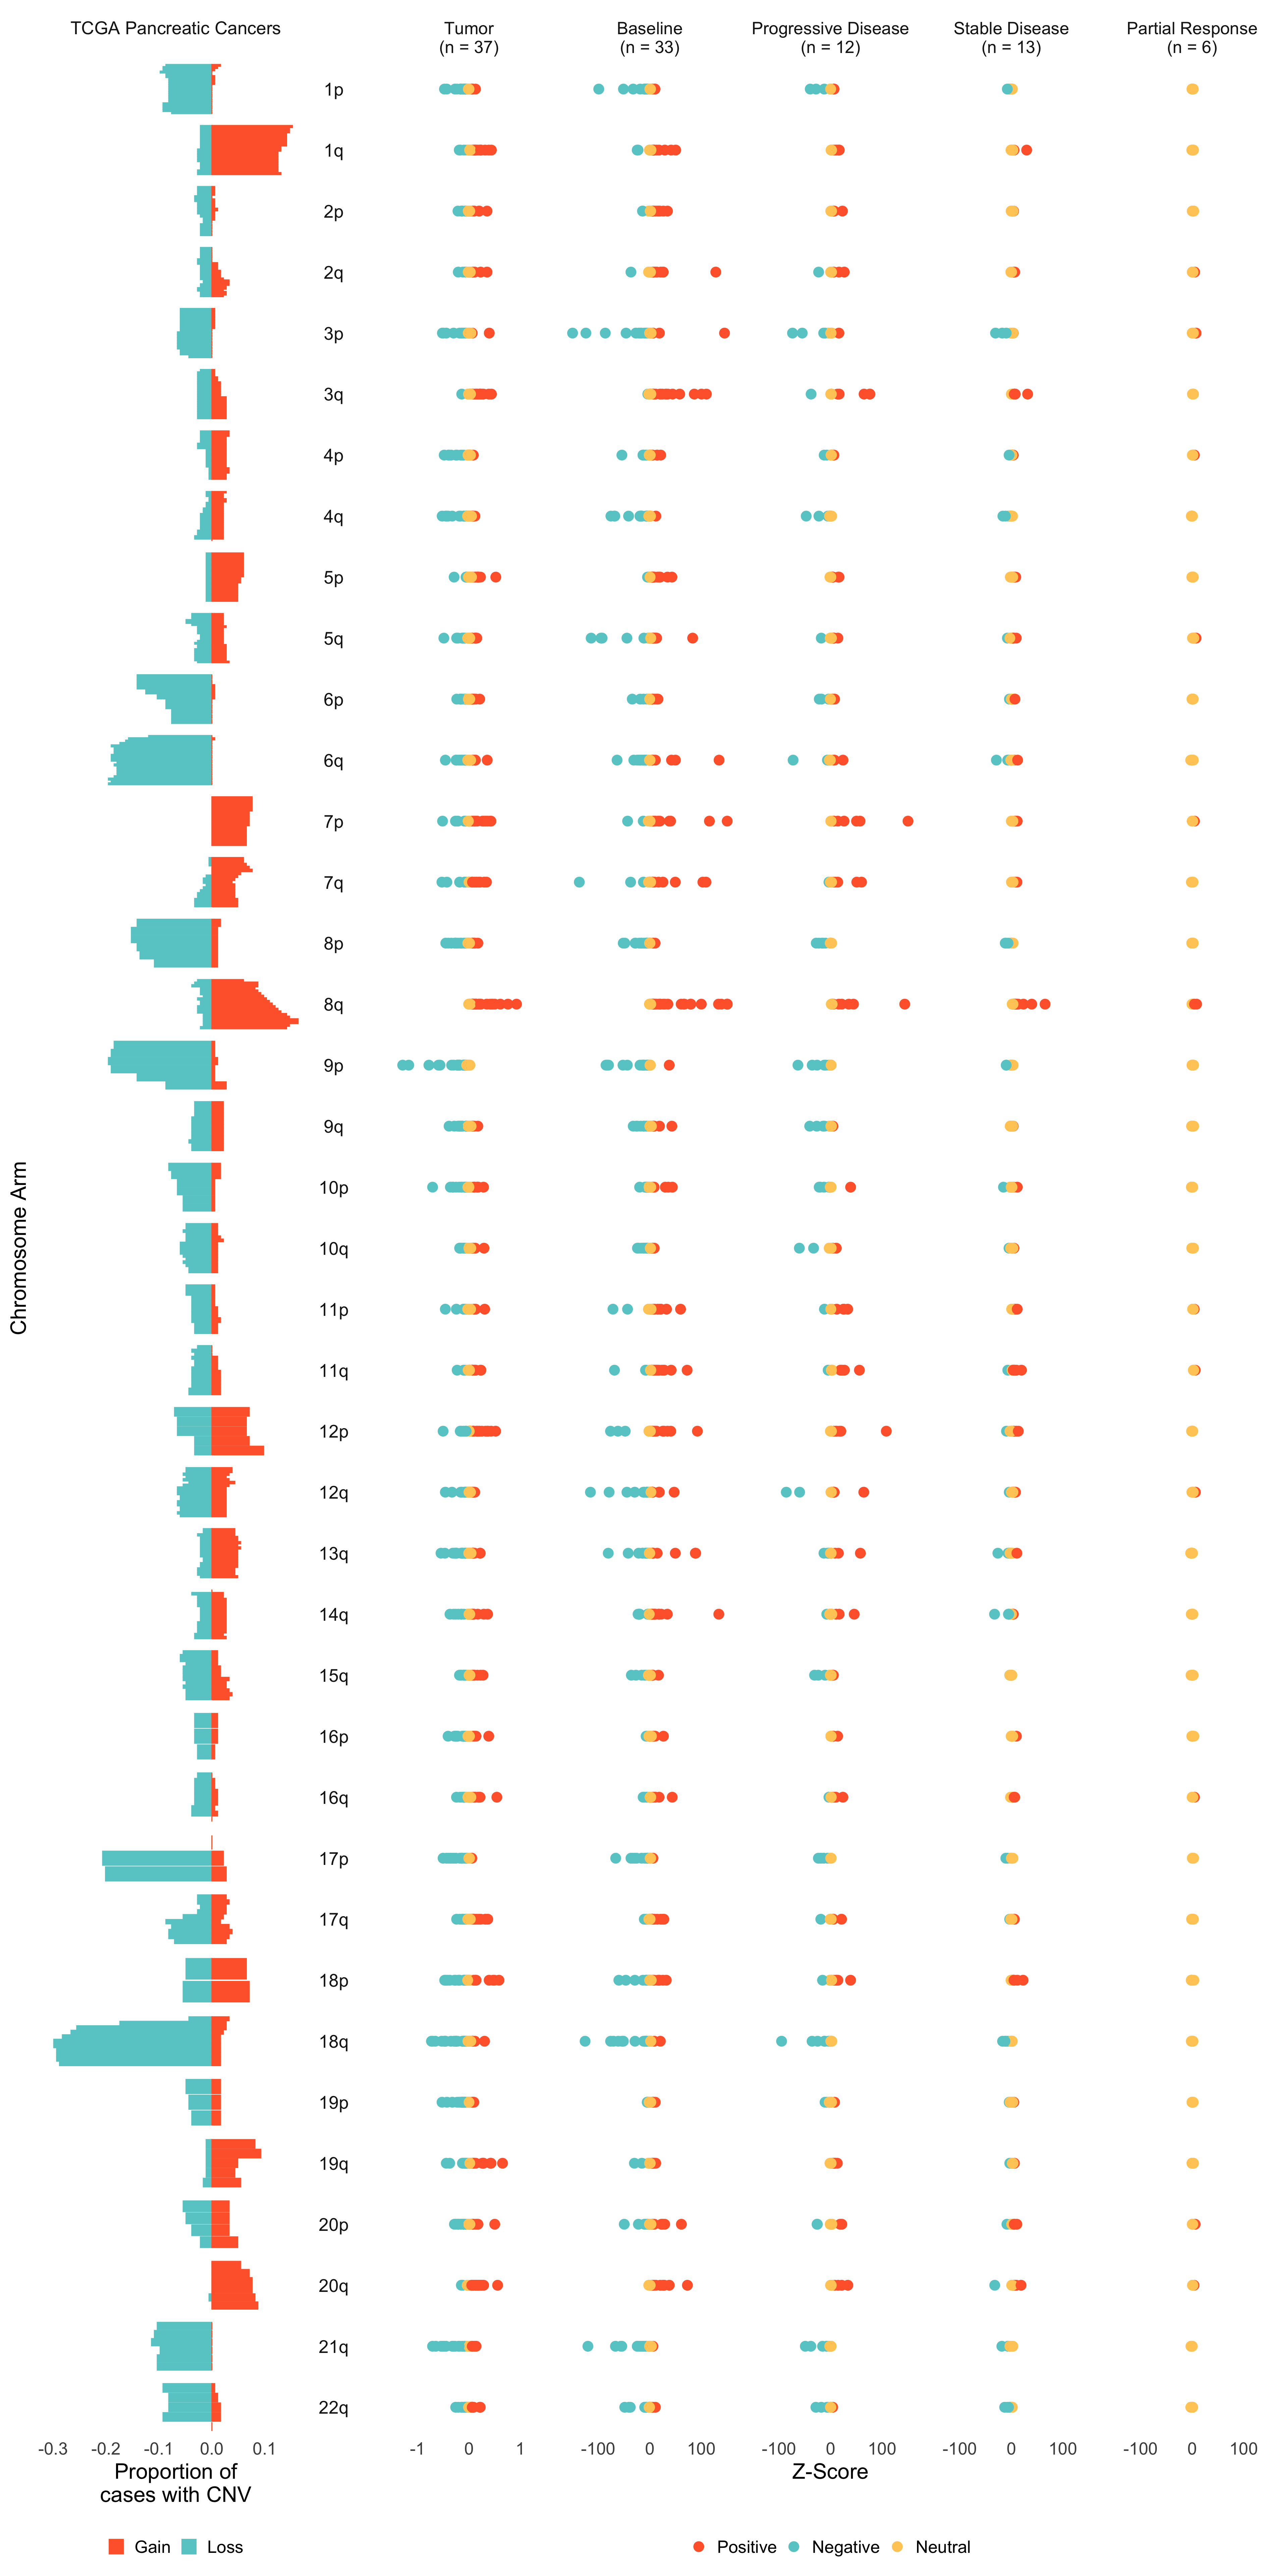 TCGA Pancreatic Cancers
Tumor
(n = 37)
Baseline
(n = 33)
Progressive Disease
(n = 12)
Stable Disease
(n = 13)
Partial Response
(n = 6)
Chromosome Arm
1p
1q
2p
2q
3p
3q
4p
4q
5p
5q
6p
6q
7p
7q
8p
8q
9p
9q
10p
10q
11p
11q
12p
12q
13q
14q
15q
16p
16q
17p
17q
18p
18q
19p
19q
20p
20q
21q
22q
-0.3 -0.2 -0.1 0.0 0.1
-1 0 1
-100 0 100
-100 0 100
-100 0 100
-100 0 100
Proportion of
cases with CNV
Z-Score
Gain Loss
Positive Negative Neutral